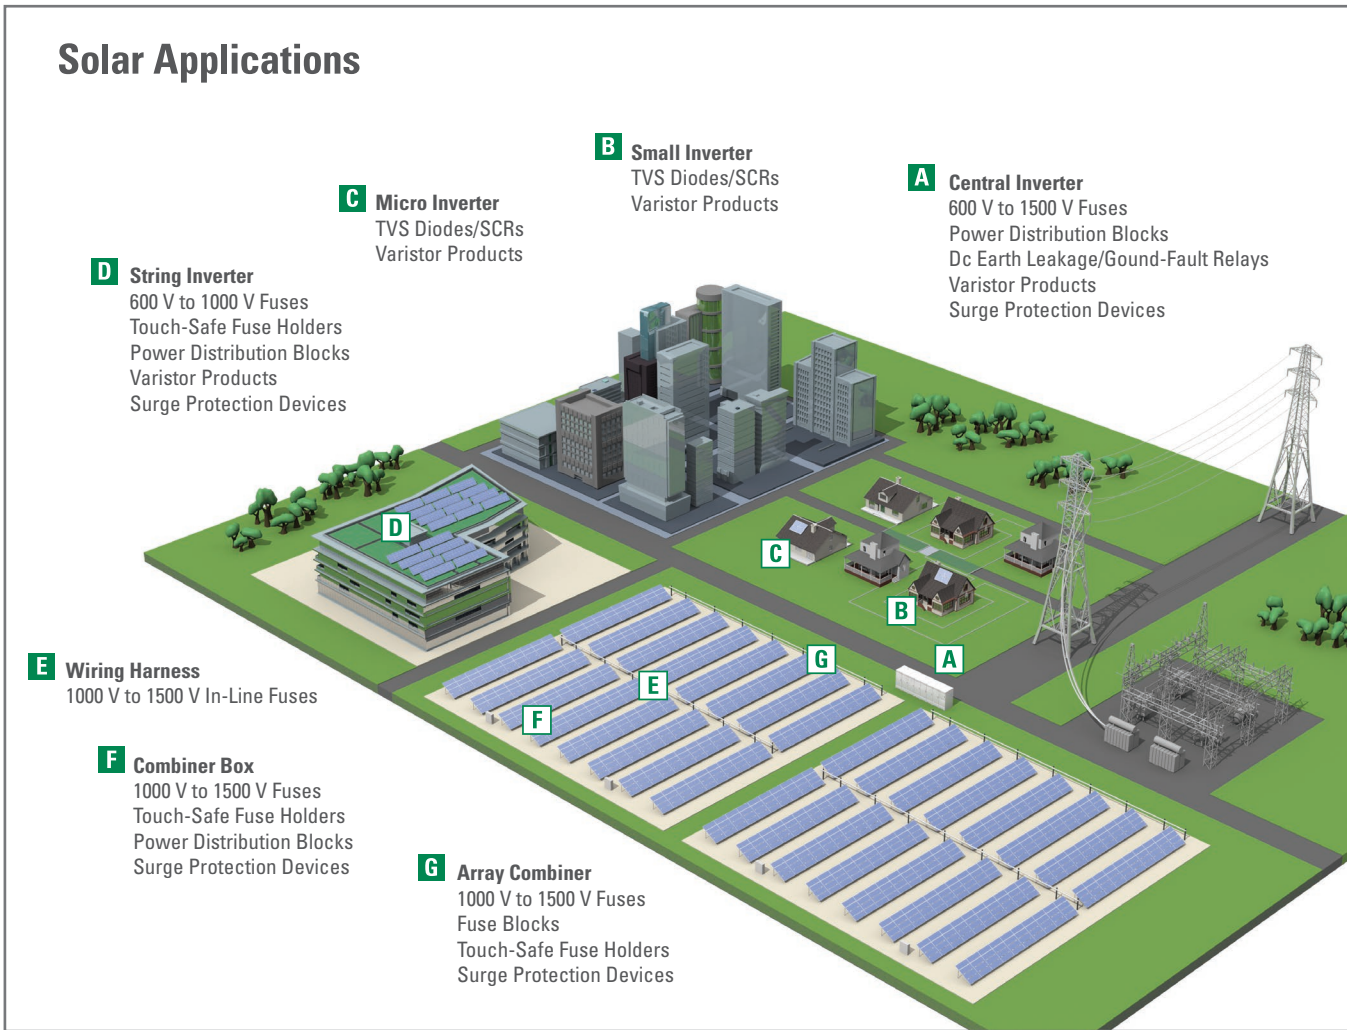 Solar Applications
B Small Inverter
TVS Diodes/SCRs
Varistor Products
A Central Inverter
600 V to 1500 V Fuses
Power Distribution Blocks
Dc Earth Leakage/Gound-Fault Relays
Varistor Products
Surge Protection Devices
C Micro Inverter
TVS Diodes/SCRs
Varistor Products
D String Inverter
600 V to 1000 V Fuses
Touch-Safe Fuse Holders
Power Distribution Blocks
Varistor Products
Surge Protection Devices
D
C
B
A
G
E
F
E Wiring Harness
1000 V to 1500 V In-Line Fuses
F Combiner Box
1000 V to 1500 V Fuses
Touch-Safe Fuse Holders
Power Distribution Blocks
Surge Protection Devices
G Array Combiner
1000 V to 1500 V Fuses
Fuse Blocks
Touch-Safe Fuse Holders
Surge Protection Devices